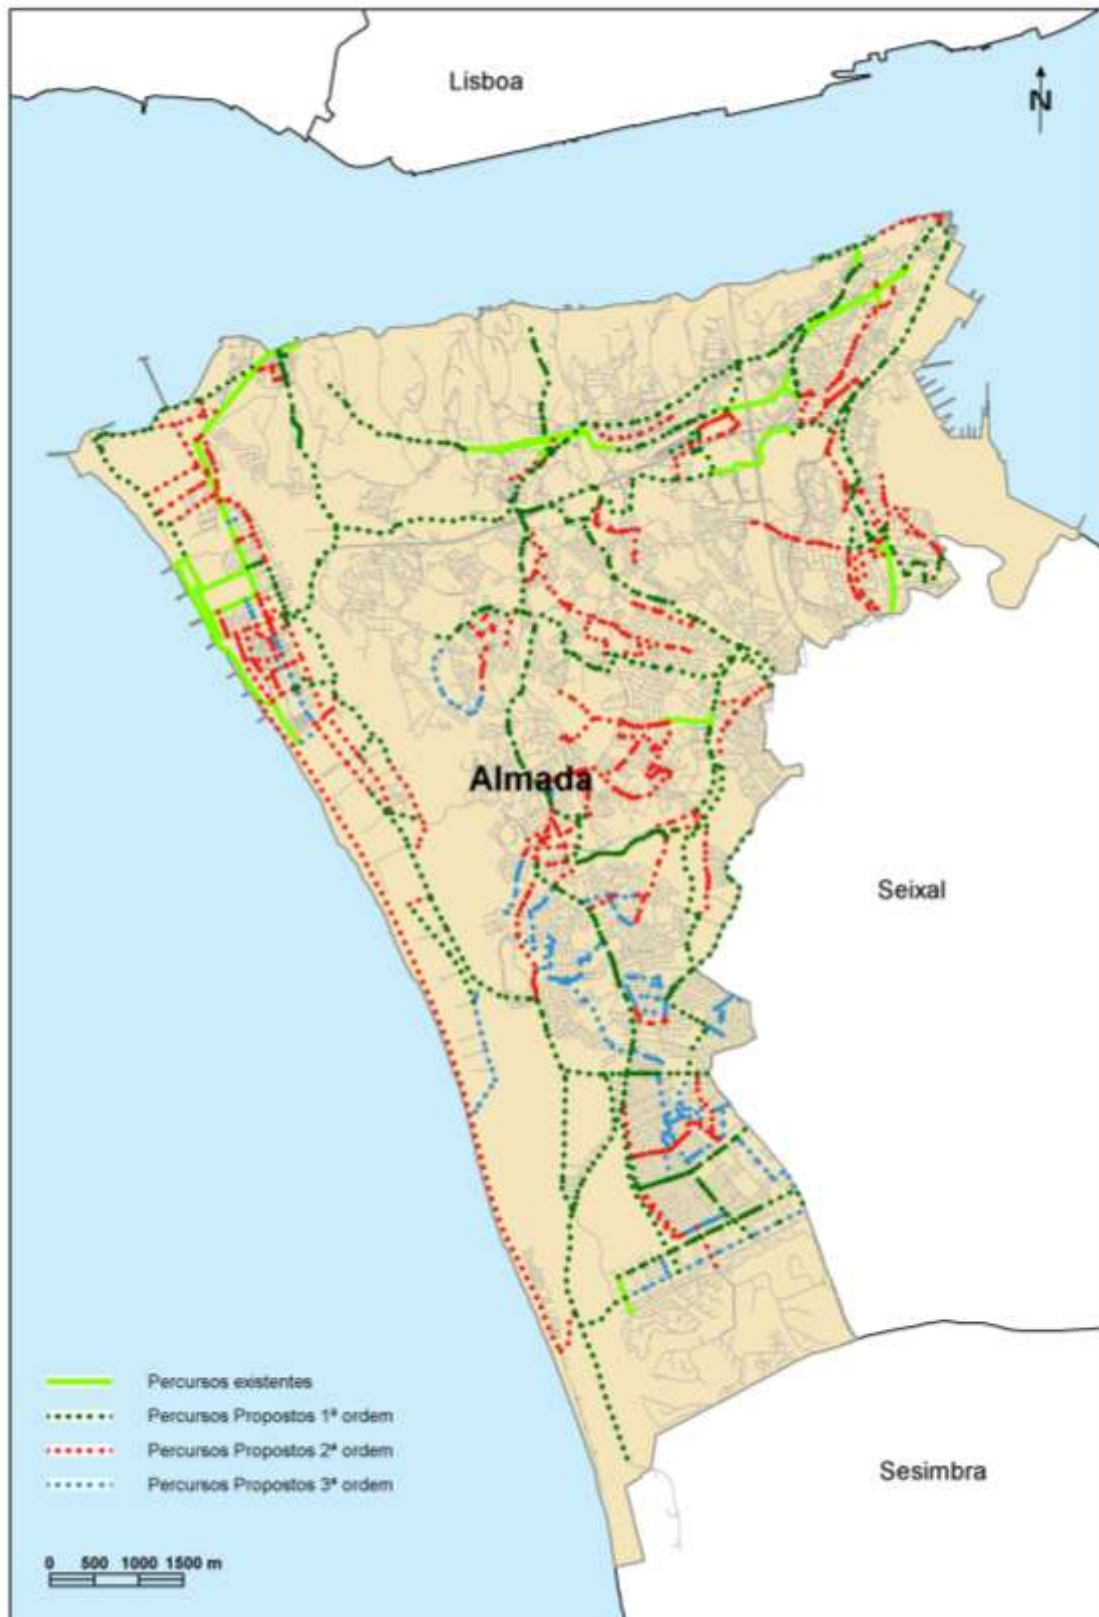 Lisboa
N
Almada
Seixal
Percursos existentes
Percursos Propostos 1ª ordem
Percursos Propostos 2ª ordem
Percursos Propostos 3ª ordem
Sesimbra
0 500 1000 1500 m